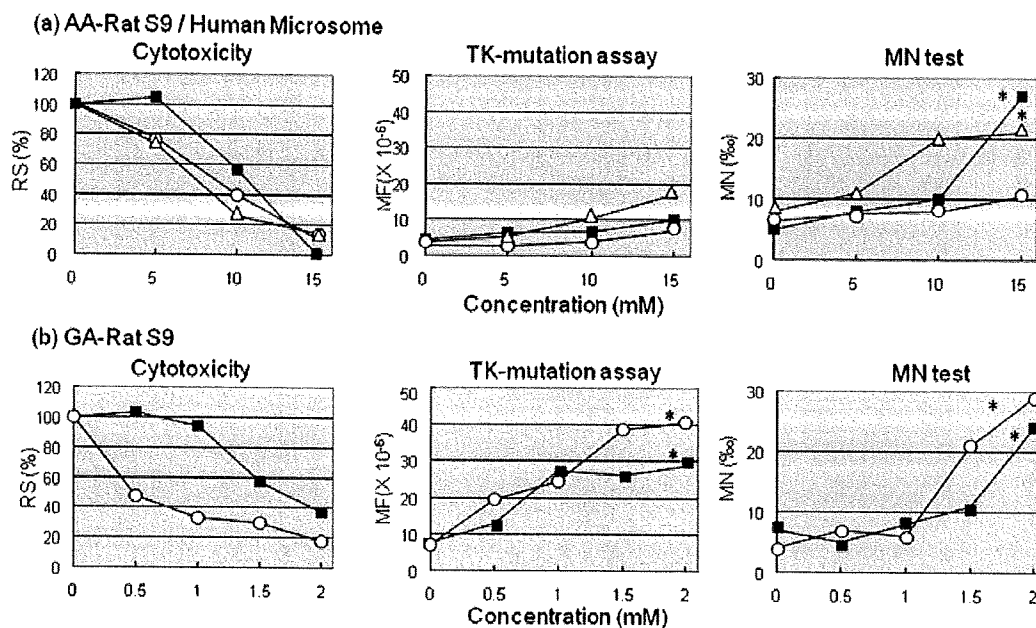 (a) AA-Rat S9 / Human Microsome
Cytotoxicity
TK-mutation assay
MN test
RS (%)
120
100
80
60
40
20
0
0 5 10 15
MF(X 10-6)
50
40
30
20
10
0
0 5 10 15
Concentration (mM)
MN (‰)
30
20
10
0
0 5 10 15
* *
(b) GA-Rat S9
Cytotoxicity
TK-mutation assay
MN test
RS (%)
120
100
80
60
40
20
0
0 0.5 1 1.5 2
MF(X 10-6)
50
40
30
20
10
0
0 0.5 1 1.5 2
* *
Concentration (mM)
MN (‰)
30
20
10
0
0 0.5 1 1.5 2
* *